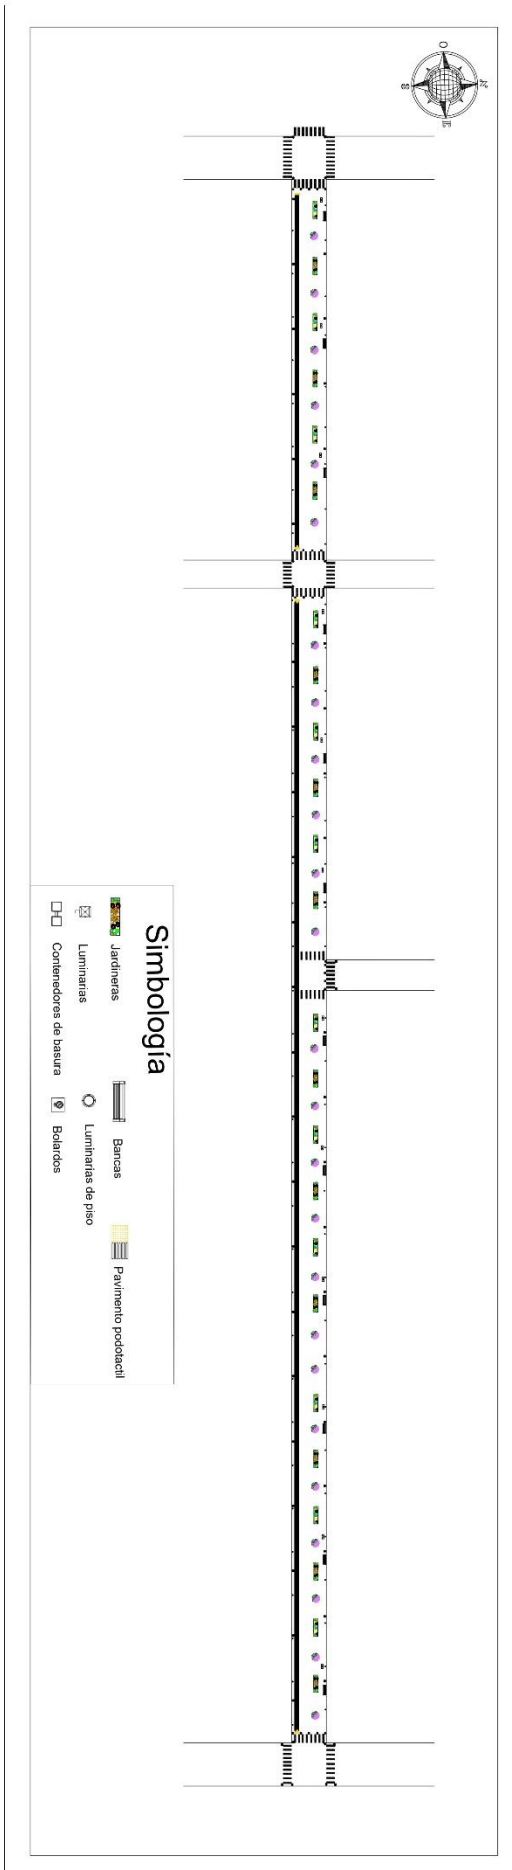 O
N
S
E
Simbología
Jardineras
Bancas
Pavimento podotactil
Luminarias
Luminarias de piso
Contenedores de basura
Bolardos